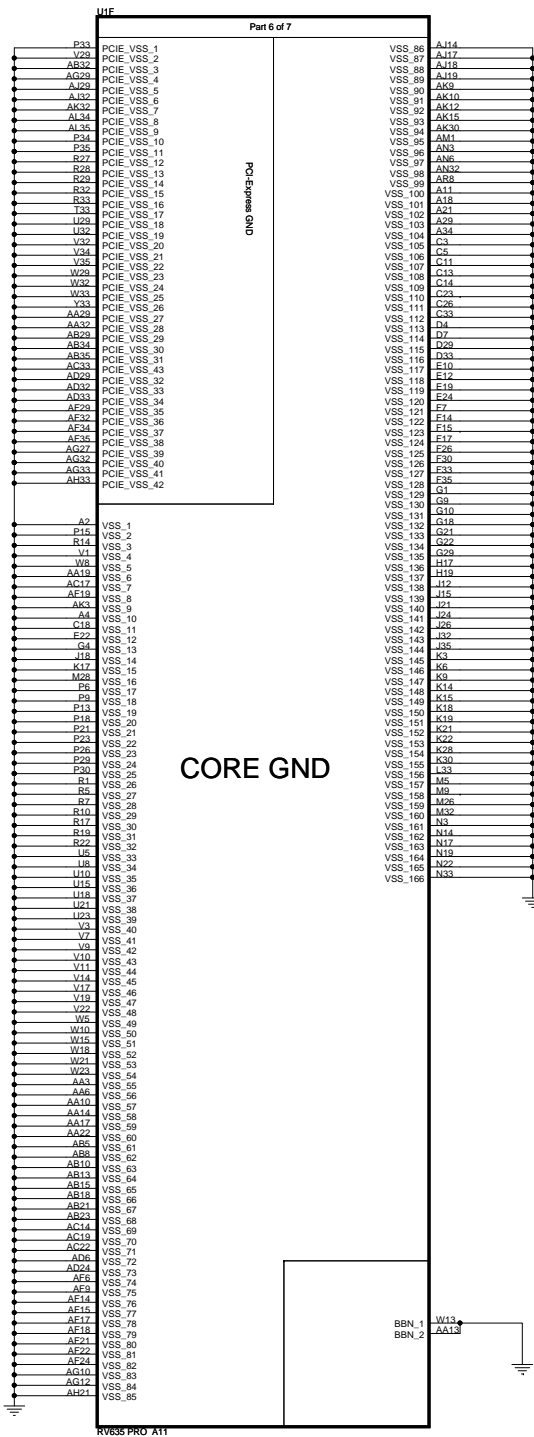 U1F
Part 6 of 7
P33 PCIE_VSS_1
V29 PCIE_VSS_2
AB32 PCIE_VSS_3
AG29 PCIE_VSS_4
AJ29 PCIE_VSS_5
AJ32 PCIE_VSS_6
AK32 PCIE_VSS_7
AL34 PCIE_VSS_8
AL35 PCIE_VSS_9
P34 PCIE_VSS_10
P35 PCIE_VSS_11
R27 PCIE_VSS_12
R28 PCIE_VSS_13
R29 PCIE_VSS_14
R32 PCIE_VSS_15
R33 PCIE_VSS_16
T33 PCIE_VSS_17
U29 PCIE_VSS_18
U32 PCIE_VSS_19
V32 PCIE_VSS_20
V34 PCIE_VSS_21
V35 PCIE_VSS_22
W29 PCIE_VSS_23
W32 PCIE_VSS_24
W33 PCIE_VSS_25
Y33 PCIE_VSS_26
AA29 PCIE_VSS_27
AA32 PCIE_VSS_28
AB29 PCIE_VSS_29
AB34 PCIE_VSS_30
AB35 PCIE_VSS_31
AC33 PCIE_VSS_43
AD29 PCIE_VSS_32
AD32 PCIE_VSS_33
AD33 PCIE_VSS_34
AF29 PCIE_VSS_35
AF32 PCIE_VSS_36
AF34 PCIE_VSS_37
AF35 PCIE_VSS_38
AG27 PCIE_VSS_39
AG32 PCIE_VSS_40
AG33 PCIE_VSS_41
AH33 PCIE_VSS_42
PCI-Express GND
A2 VSS_1
P15 VSS_2
R14 VSS_3
V1 VSS_4
W8 VSS_5
AA19 VSS_6
AC17 VSS_7
AF19 VSS_8
AK3 VSS_9
A4 VSS_10
C18 VSS_11
F22 VSS_12
G4 VSS_13
J18 VSS_14
K17 VSS_15
M28 VSS_16
P6 VSS_17
P9 VSS_18
P13 VSS_19
P18 VSS_20
P21 VSS_21
P23 VSS_22
P26 VSS_23
P29 VSS_24
P30 VSS_25
R1 VSS_26
R5 VSS_27
R7 VSS_28
R10 VSS_29
R17 VSS_30
R19 VSS_31
R22 VSS_32
U5 VSS_33
U8 VSS_34
U10 VSS_35
U15 VSS_36
U18 VSS_37
U21 VSS_38
U23 VSS_39
V3 VSS_40
V7 VSS_41
V9 VSS_42
V10 VSS_43
V11 VSS_44
V14 VSS_45
V17 VSS_46
V19 VSS_47
V22 VSS_48
W5 VSS_49
W10 VSS_50
W15 VSS_51
W18 VSS_52
W21 VSS_53
W23 VSS_54
AA3 VSS_55
AA6 VSS_56
AA10 VSS_57
AA14 VSS_58
AA17 VSS_59
AA22 VSS_60
AB5 VSS_61
AB8 VSS_62
AB10 VSS_63
AB13 VSS_64
AB15 VSS_65
AB18 VSS_66
AB21 VSS_67
AB23 VSS_68
AC14 VSS_69
AC19 VSS_70
AC22 VSS_71
AD6 VSS_72
AD24 VSS_73
AF6 VSS_74
AF9 VSS_75
AF14 VSS_76
AF15 VSS_77
AF17 VSS_78
AF18 VSS_79
AF21 VSS_80
AF22 VSS_81
AF24 VSS_82
AG10 VSS_83
AG12 VSS_84
AH21 VSS_85
CORE GND
VSS_86 AJ14
VSS_87 AJ17
VSS_88 AJ18
VSS_89 AJ19
VSS_90 AK9
VSS_91 AK10
VSS_92 AK12
VSS_93 AK15
VSS_94 AK30
VSS_95 AM1
VSS_96 AN3
VSS_97 AN6
VSS_98 AN32
VSS_99 AR8
VSS_100 A11
VSS_101 A18
VSS_102 A21
VSS_103 A29
VSS_104 A34
VSS_105 C3
VSS_106 C5
VSS_107 C11
VSS_108 C13
VSS_109 C14
VSS_110 C23
VSS_111 C26
VSS_112 C33
VSS_113 D4
VSS_114 D7
VSS_115 D29
VSS_116 D33
VSS_117 E10
VSS_118 E12
VSS_119 E19
VSS_120 E24
VSS_121 F7
VSS_122 F14
VSS_123 F15
VSS_124 F17
VSS_125 F26
VSS_126 F30
VSS_127 F33
VSS_128 F35
VSS_129 G1
VSS_130 G9
VSS_131 G10
VSS_132 G18
VSS_133 G21
VSS_134 G22
VSS_135 G29
VSS_136 H17
VSS_137 H19
VSS_138 J12
VSS_139 J15
VSS_140 J21
VSS_141 J24
VSS_142 J26
VSS_143 J32
VSS_144 J35
VSS_145 K3
VSS_146 K6
VSS_147 K9
VSS_148 K14
VSS_149 K15
VSS_150 K18
VSS_151 K19
VSS_152 K21
VSS_153 K22
VSS_154 K28
VSS_155 K30
VSS_156 L33
VSS_157 M5
VSS_158 M9
VSS_159 M26
VSS_160 M32
VSS_161 N3
VSS_162 N14
VSS_163 N17
VSS_164 N19
VSS_165 N22
VSS_166 N33
BBN_1 W13
BBN_2 AA13
RV635 PRO A11